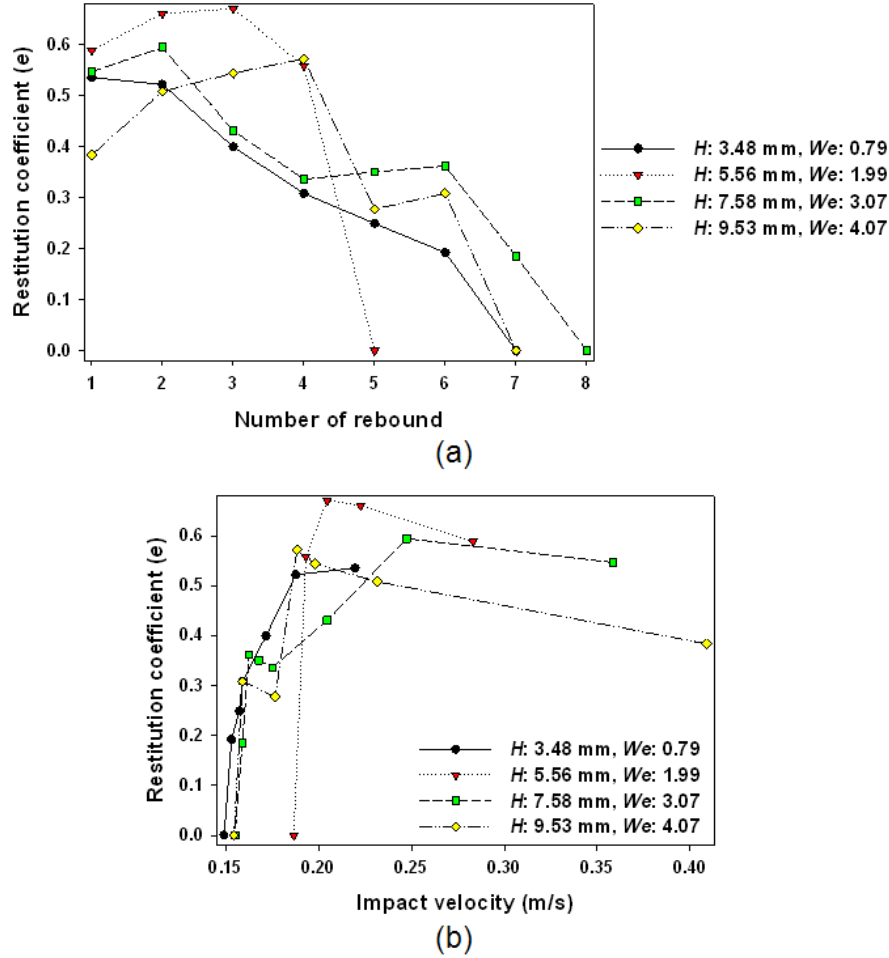 Restitution coefficient (e)
0.6
0.5
0.4
0.3
0.2
0.1
0.0
1 2 3 4 5 6 7 8
Number of rebound
H: 3.48 mm, We: 0.79
H: 5.56 mm, We: 1.99
H: 7.58 mm, We: 3.07
H: 9.53 mm, We: 4.07
(a)
Restitution coefficient (e)
0.6
0.5
0.4
0.3
0.2
0.1
0.0
H: 3.48 mm, We: 0.79
H: 5.56 mm, We: 1.99
H: 7.58 mm, We: 3.07
H: 9.53 mm, We: 4.07
0.15 0.20 0.25 0.30 0.35 0.40
Impact velocity (m/s)
(b)